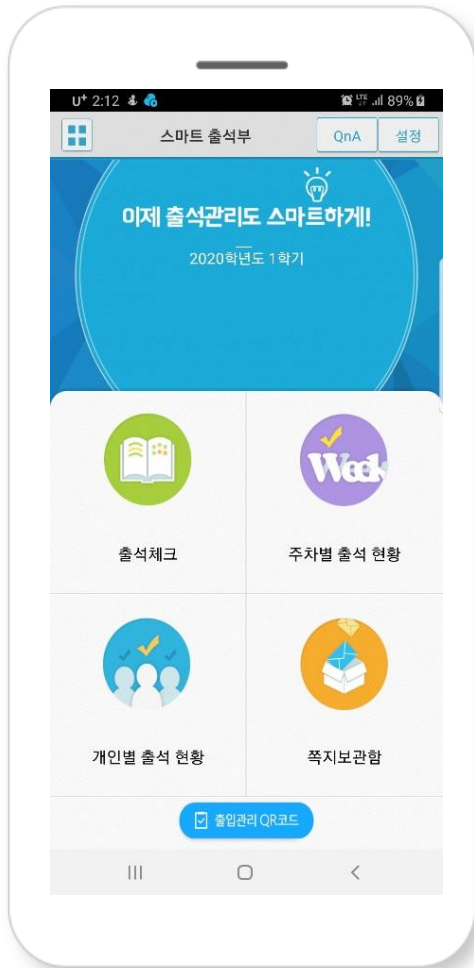 U+ 2:12 LTE 89%
스마트 출석부 QnA 설정
이제 출석관리도 스마트하게!
2020학년도 1학기
Week
출석체크 주차별 출석 현황
개인별 출석 현황 쪽지보관함
출입관리 QR코드